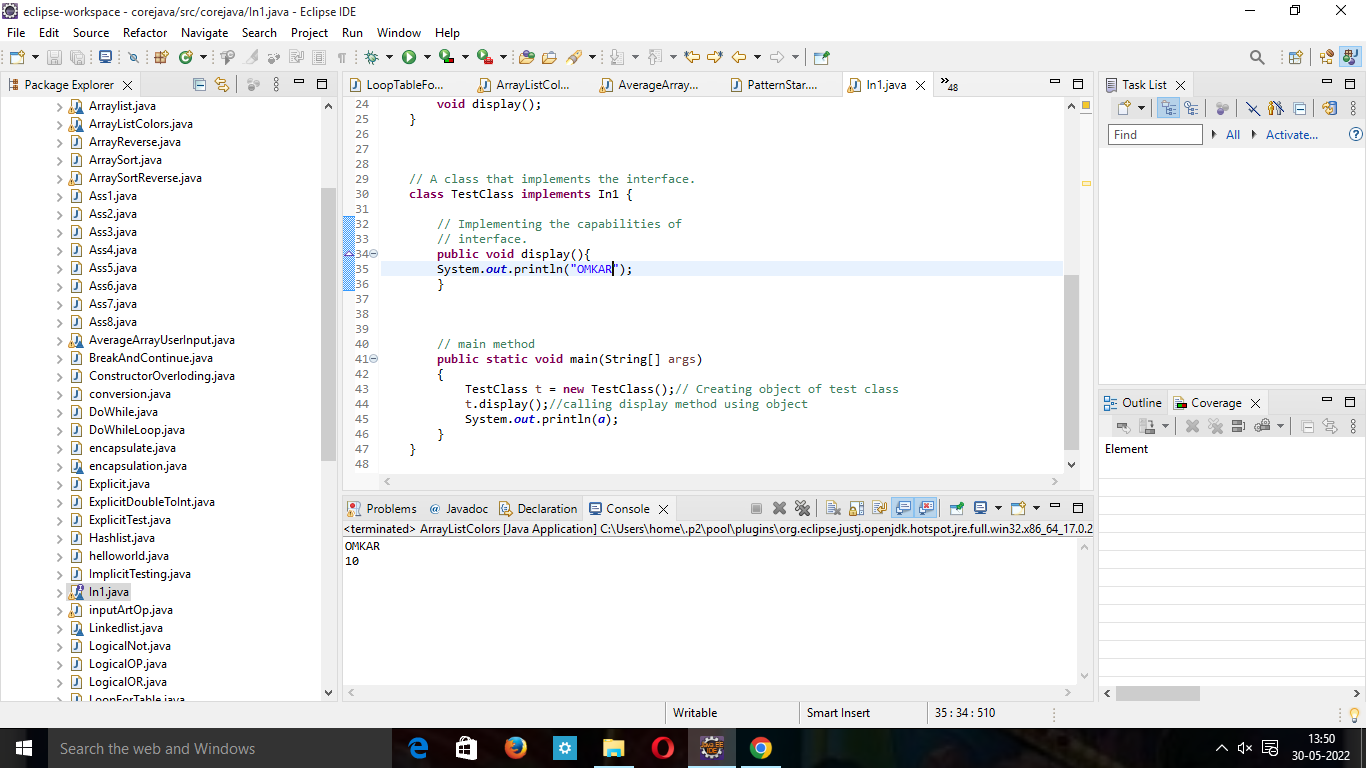 eclipse-workspace - corejava/src/corejava/In1.java - Eclipse IDE
File Edit Source Refactor Navigate Search Project Run Window Help
Package Explorer
Arraylist.java
ArrayListColors.java
ArrayReverse.java
ArraySort.java
ArraySortReverse.java
Ass1.java
Ass2.java
Ass3.java
Ass4.java
Ass5.java
Ass6.java
Ass7.java
Ass8.java
AverageArrayUserInput.java
BreakAndContinue.java
ConstructorOverloding.java
conversion.java
DoWhile.java
DoWhileLoop.java
encapsulate.java
encapsulation.java
Explicit.java
ExplicitDoubleToInt.java
ExplicitTest.java
Hashlist.java
helloworld.java
ImplicitTesting.java
In1.java
inputArtOp.java
Linkedlist.java
LogicalNot.java
LogicalOP.java
LogicalOR.java
LoopForTable.java
LoopTableFo... ArrayListCol... AverageArray... PatternStar.... In1.java »48
24 void display();
25 }
26
27
28
29 // A class that implements the interface.
30 class TestClass implements In1 {
31
32 // Implementing the capabilities of
33 // interface.
34 public void display(){
35 System.out.println("OMKAR");
36 }
37
38
39
40 // main method
41 public static void main(String[] args)
42 {
43 TestClass t = new TestClass();// Creating object of test class
44 t.display();//calling display method using object
45 System.out.println(a);
46 }
47 }
48
Problems @ Javadoc Declaration Console
<terminated> ArrayListColors [Java Application] C:\Users\home\.p2\pool\plugins\org.eclipse.justj.openjdk.hotspot.jre.full.win32.x86_64_17.0.2
OMKAR
10
Task List
Find All Activate... ?
Outline Coverage
Element
Writable Smart Insert 35 : 34 : 510
Search the web and Windows
13:50
30-05-2022